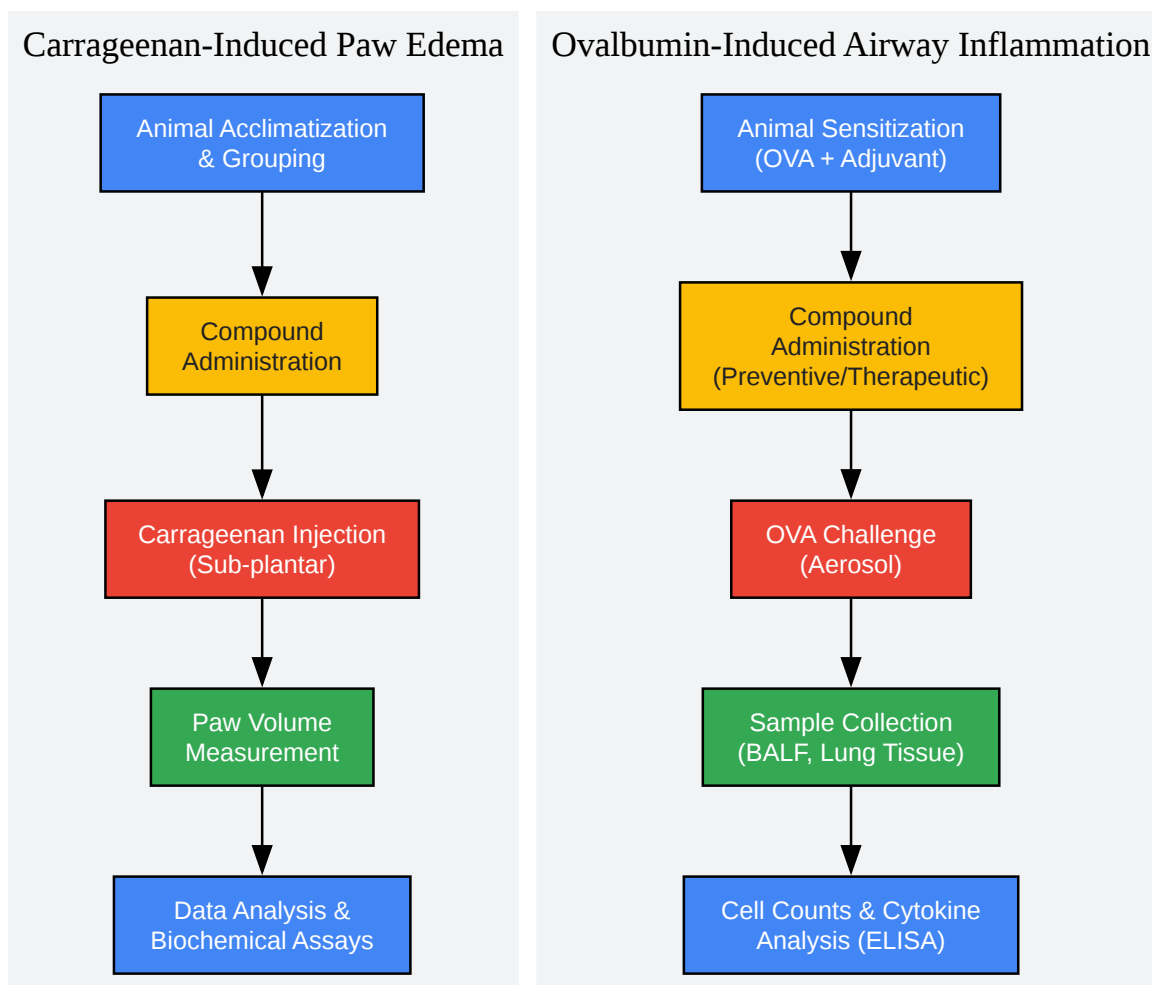 Carrageenan-Induced Paw Edema
Animal Acclimatization
& Grouping
Compound
Administration
Carrageenan Injection
(Sub-plantar)
Paw Volume
Measurement
Data Analysis &
Biochemical Assays
Ovalbumin-Induced Airway Inflammation
Animal Sensitization
(OVA + Adjuvant)
Compound
Administration
(Preventive/Therapeutic)
OVA Challenge
(Aerosol)
Sample Collection
(BALF, Lung Tissue)
Cell Counts & Cytokine
Analysis (ELISA)